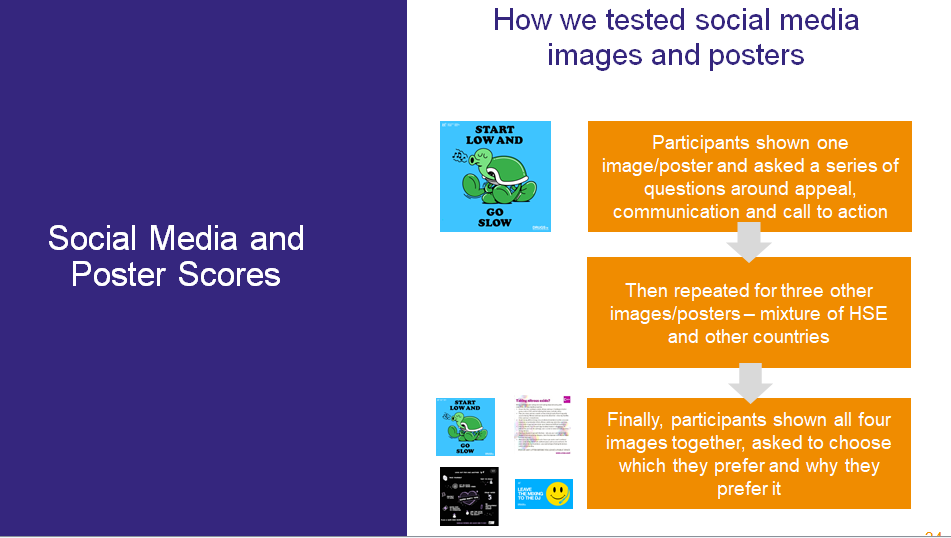 How we tested social media
images and posters
Social Media and
Poster Scores
START
LOW AND
GO
SLOW
Participants shown one
image/poster and asked a series of
questions around appeal,
communication and call to action
Then repeated for three other
images/posters – mixture of HSE
and other countries
START
LOW AND
GO
SLOW
Taking nitrous oxide?
LEAVE
THE MIXING
TO THE DJ
Finally, participants shown all four
images together, asked to choose
which they prefer and why they
prefer it